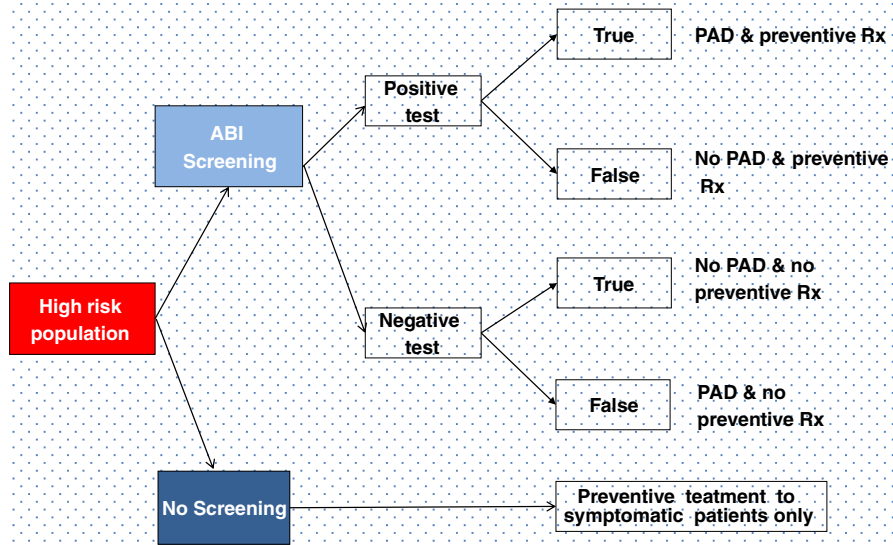 True
PAD & preventive Rx
Positive
test
ABI
Screening
False
No PAD & preventive
Rx
High risk
population
Negative
test
True
No PAD & no
preventive Rx
False
PAD & no
preventive Rx
No Screening
Preventive teatment to
symptomatic patients only